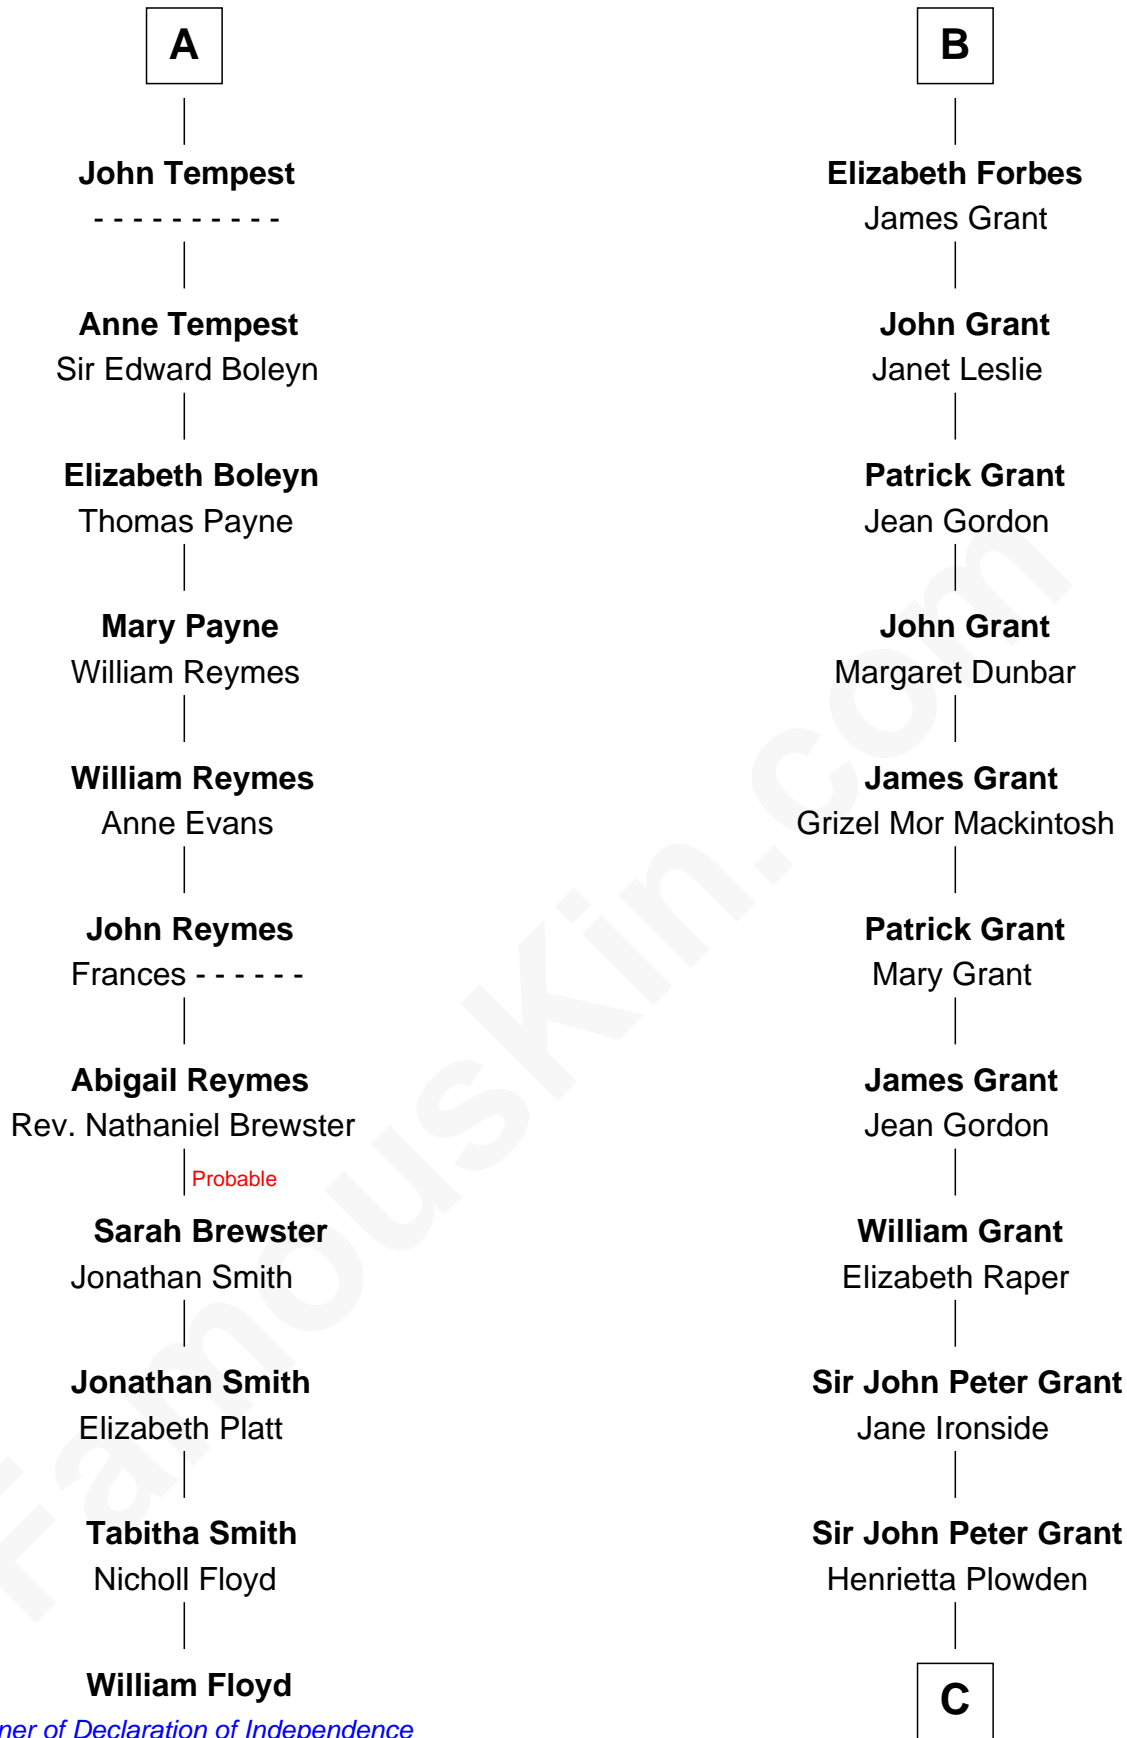 A
John Tempest
- - - - - - - - - -
Anne Tempest
Sir Edward Boleyn
Elizabeth Boleyn
Thomas Payne
Mary Payne
William Reymes
William Reymes
Anne Evans
John Reymes
Frances - - - - - -
Abigail Reymes
Rev. Nathaniel Brewster
Probable
Sarah Brewster
Jonathan Smith
Jonathan Smith
Elizabeth Platt
Tabitha Smith
Nicholl Floyd
William Floyd
ner of Declaration of Independence
B
Elizabeth Forbes
James Grant
John Grant
Janet Leslie
Patrick Grant
Jean Gordon
John Grant
Margaret Dunbar
James Grant
Grizel Mor Mackintosh
Patrick Grant
Mary Grant
James Grant
Jean Gordon
William Grant
Elizabeth Raper
Sir John Peter Grant
Jane Ironside
Sir John Peter Grant
Henrietta Plowden
C
FamousKin.com